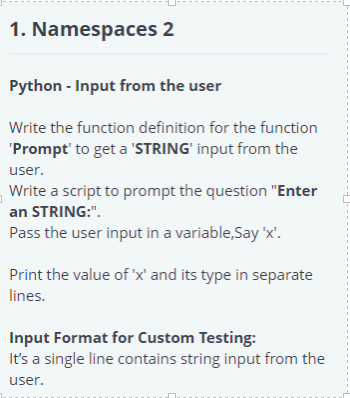 1. Namespaces 2
Python - Input from the user
Write the function definition for the function
'Prompt' to get a 'STRING' input from the
user.
Write a script to prompt the question "Enter
an STRING:".
Pass the user input in a variable,Say 'x'.
Print the value of 'x' and its type in separate
lines.
Input Format for Custom Testing:
It’s a single line contains string input from the
user.